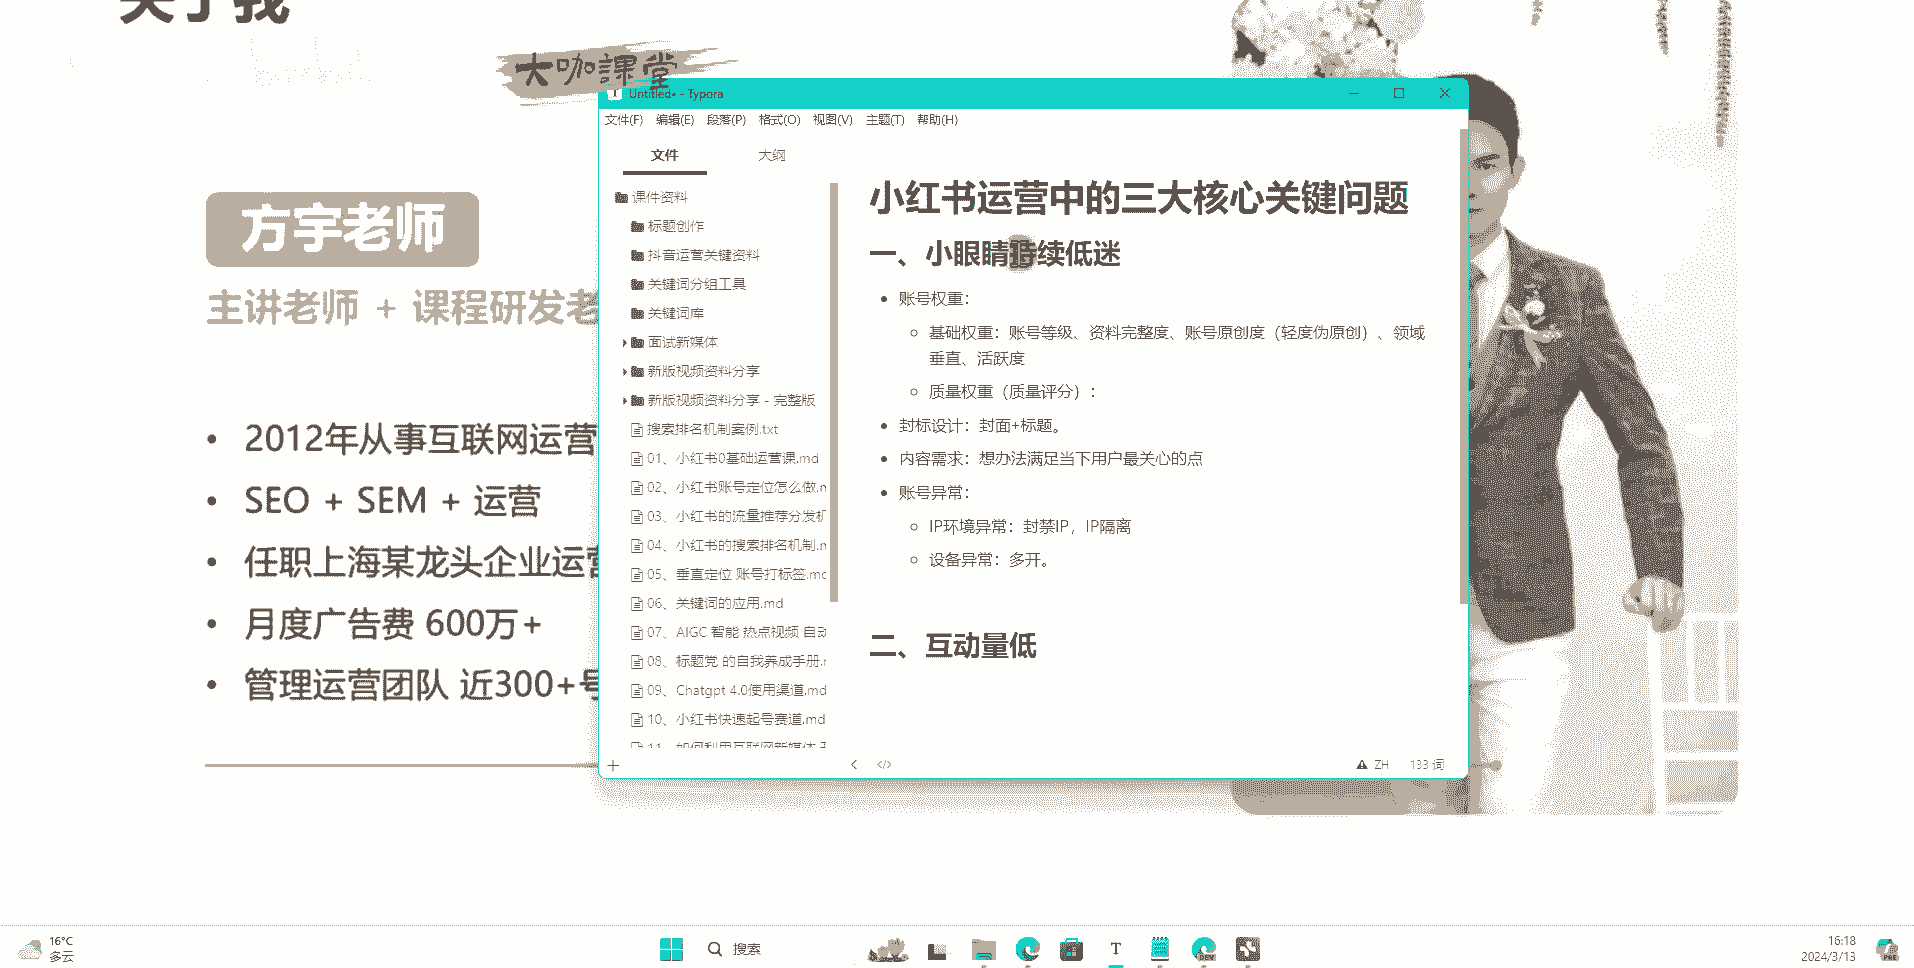 关于我
大咖課堂
方宇老师
主讲老师 + 课程研发老
2012年从事互联网运营
SEO + SEM + 运营
任职上海某龙头企业运营
月度广告费 600万+
管理运营团队 近300+号
Untitled• - Typora
文件(F) 编辑(E) 段落(P) 格式(O) 视图(V) 主题(T) 帮助(H)
文件 大纲
课件资料
标题创作
抖音运营关键资料
关键词分组工具
关键词库
面试新媒体
新版视频资料分享
新版视频资料分享 - 完整版
搜索排名机制案例.txt
01、小红书0基础运营课.md
02、小红书账号定位怎么做.m
03、小红书的流量推荐分发机
04、小红书的搜索排名机制.m
05、垂直定位 账号打标签.md
06、关键词的应用.md
07、AIGC 智能 热点视频 自动
08、标题党 的自我养成手册.m
09、Chatgpt 4.0使用渠道.md
10、小红书快速起号赛道.md
11、如何利用互联网新媒体
小红书运营中的三大核心关键问题
一、小眼睛持续低迷
账号权重：
基础权重：账号等级、资料完整度、账号原创度（轻度伪原创）、领域
垂直、活跃度
质量权重（质量评分）：
封标设计：封面+标题。
内容需求：想办法满足当下用户最关心的点
账号异常：
IP环境异常：封禁IP，IP隔离
设备异常：多开。
二、互动量低
ZH 133 词
16°C
多云
搜索
T
DEV
16:18
2024/3/13
PRE